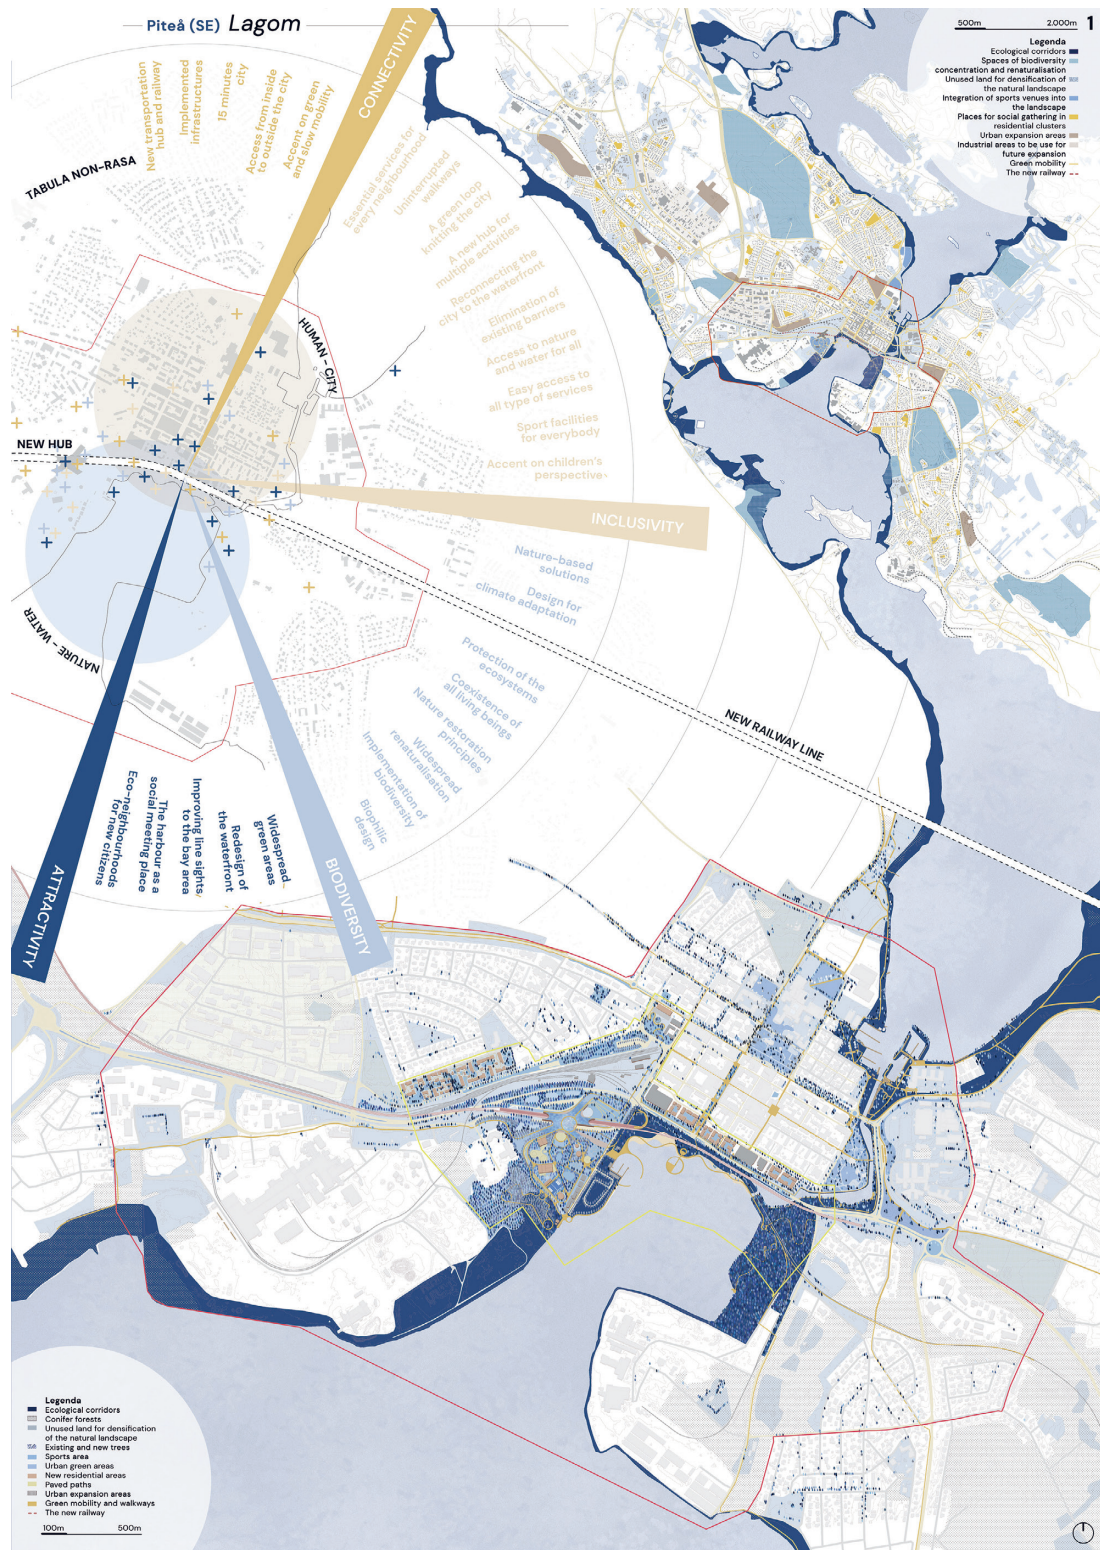 Piteå (SE) Lagom
500m 2.000m 1
Legenda
Ecological corridors
Spaces of biodiversity
concentration and renaturalisation
Unused land for densification of
the natural landscape
Integration of sports venues into
the landscape
Places for social gathering in
residential clusters
Urban expansion areas
Industrial areas to be use for
future expansion
Green mobility
The new railway
CONNECTIVITY
New transportation
hub and railway
Implemented
infrastructures
15 minutes
city
Access from inside
to outside the city
Accent on green
and slow mobility
TABULA NON-RASA
Essential services for
every neighbourhood
Uninterrupted
walkways
A green loop
knitting the city
A new hub for
multiple activities
Reconnecting the
city to the waterfront
Elimination of
existing barriers
Access to nature
and water for all
Easy access to
all type of services
Sport facilities
for everybody
Accent on children's
perspective
HUMAN - CITY
NEW HUB
INCLUSIVITY
Nature-based
solutions
Design for
climate adaptation
Protection of the
ecosystems
Coexistence of
all living beings
Nature restoration
principles
Widespread
renaturalisation
Implementation of
biodiversity
Biophilic
design
NATURE - WATER
NEW RAILWAY LINE
BIODIVERSITY
Widespread
green areas
Redesign of
the waterfront
Improving line sights
to the bay area
The harbour as a
social meeting place
Eco-neighbourhoods
for new citizens
ATTRACTIVITY
Legenda
Ecological corridors
Conifer forests
Unused land for densification
of the natural landscape
Existing and new trees
Sports area
Urban green areas
New residential areas
Paved paths
Urban expansion areas
Green mobility and walkways
The new railway
100m 500m